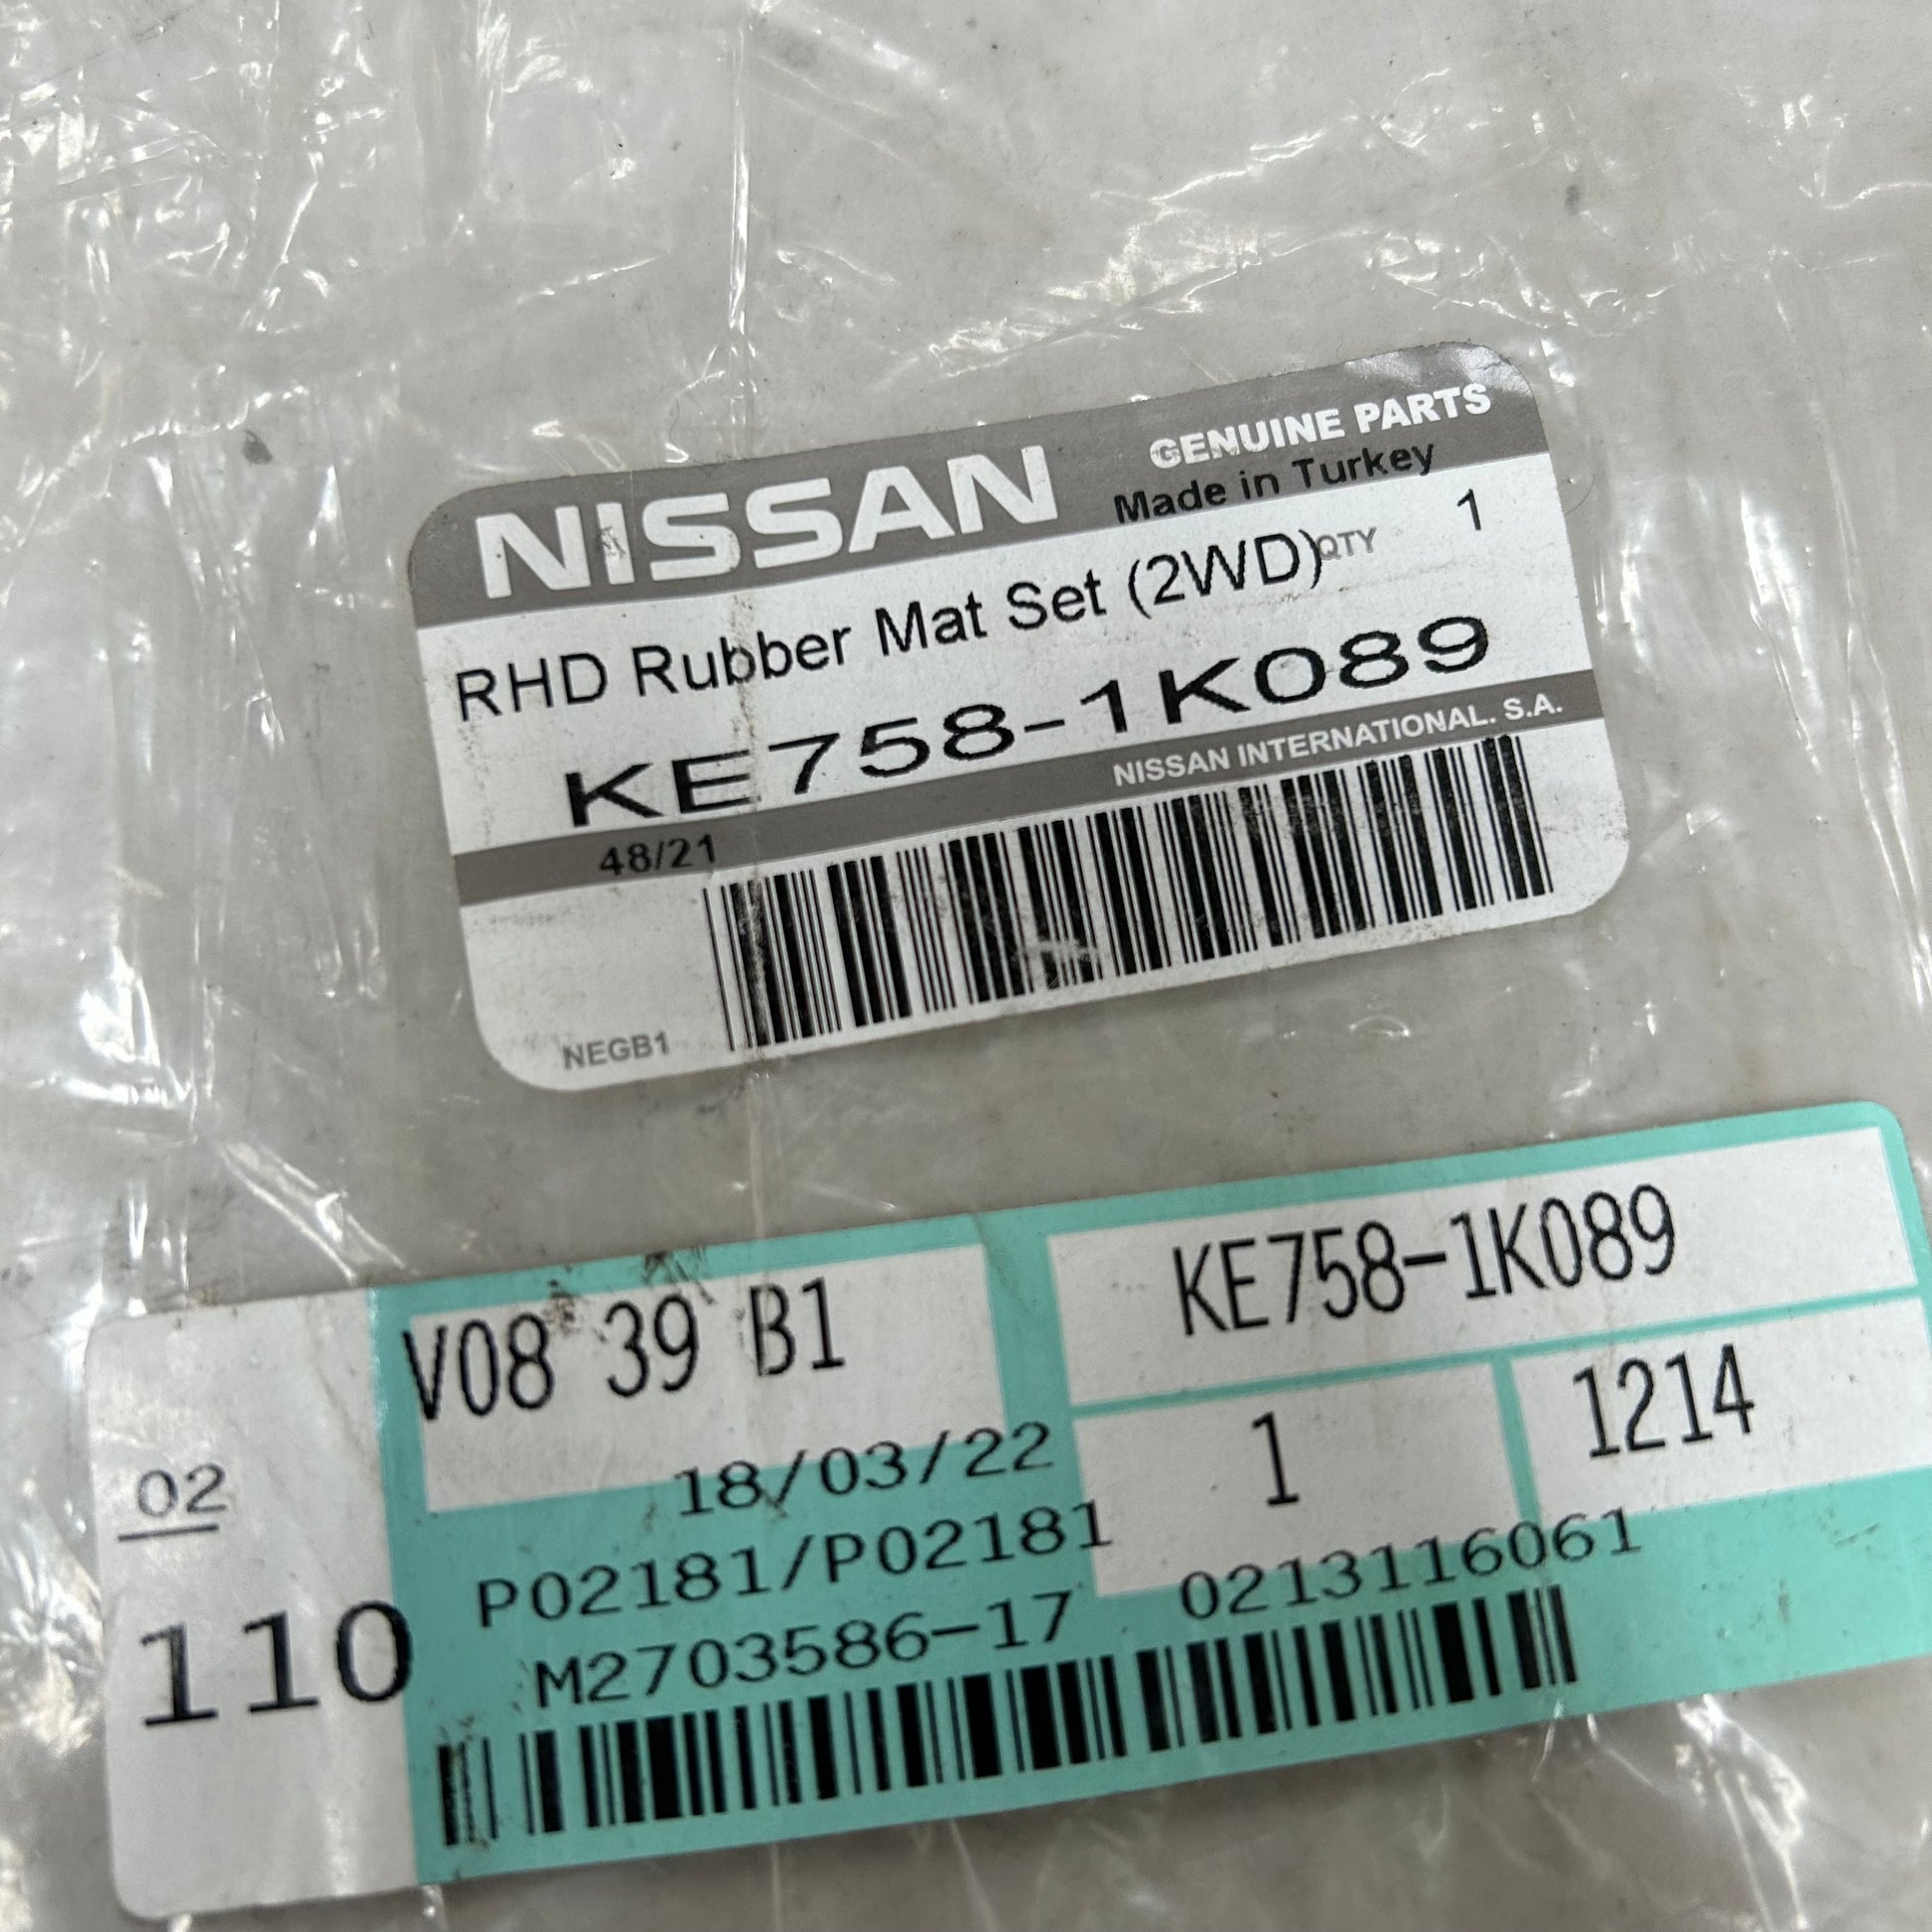 NISSAN GENUINE PARTS
Made in Turkey
RHD Rubber Mat Set (2WD) QTY 1
KE758-1K089
NISSAN INTERNATIONAL. S.A.
48/21
NEGB1
V08 39 B1
KE758-1K089
18/03/22
1
1214
02
P02181/P02181
110
M2703586-17
0213116061